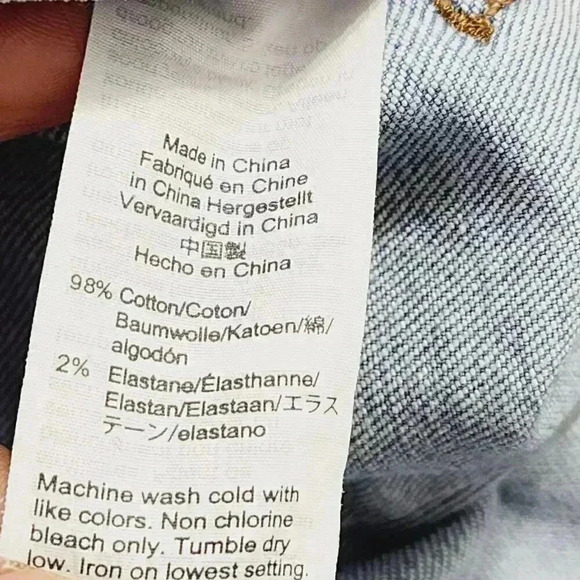 Made in China
Fabriqué en Chine
in China Hergestellt
Vervaardigd in China
中国製
Hecho en China
98% Cotton/Coton/
Baumwolle/Katoen/綿/
algodón
2% Elastane/Élasthanne/
Elastan/Elastaan/エラス
テーン/elastano
Machine wash cold with
like colors. Non chlorine
bleach only. Tumble dry
low. Iron on lowest setting.